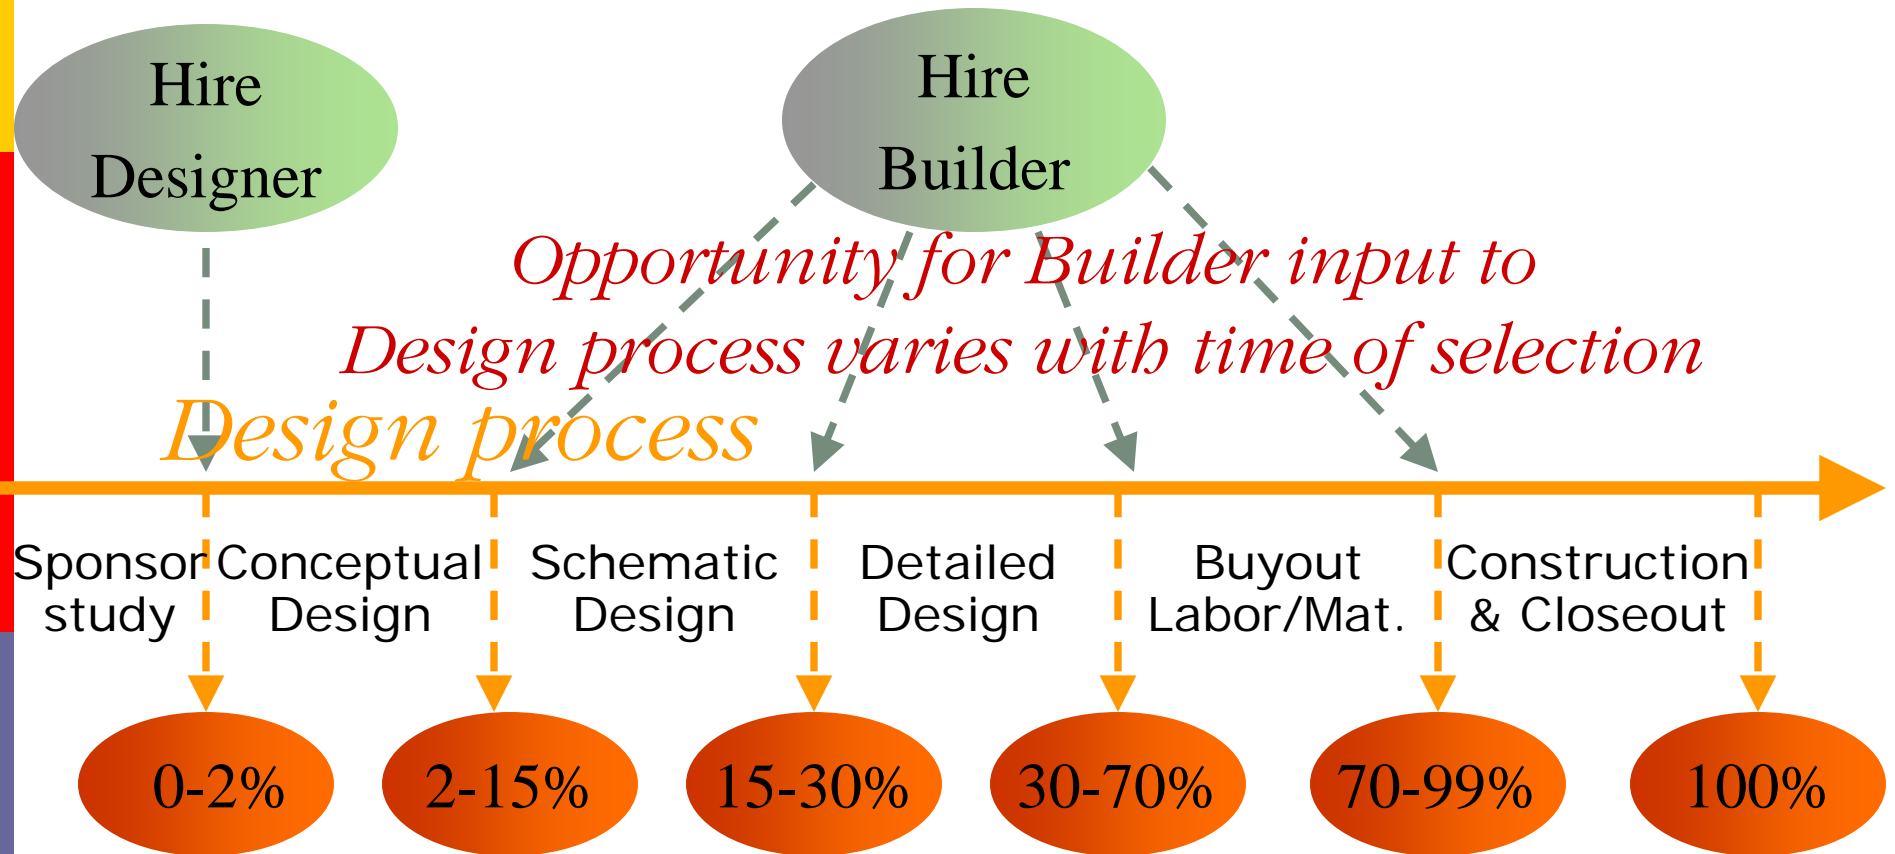 Hire
Designer
Hire
Builder
Opportunity for Builder input to
Design process varies with time of selection
Design process
Sponsor
study
Conceptual
Design
Schematic
Design
Detailed
Design
Buyout
Labor/Mat.
Construction
& Closeout
0-2%
2-15%
15-30%
30-70%
70-99%
100%